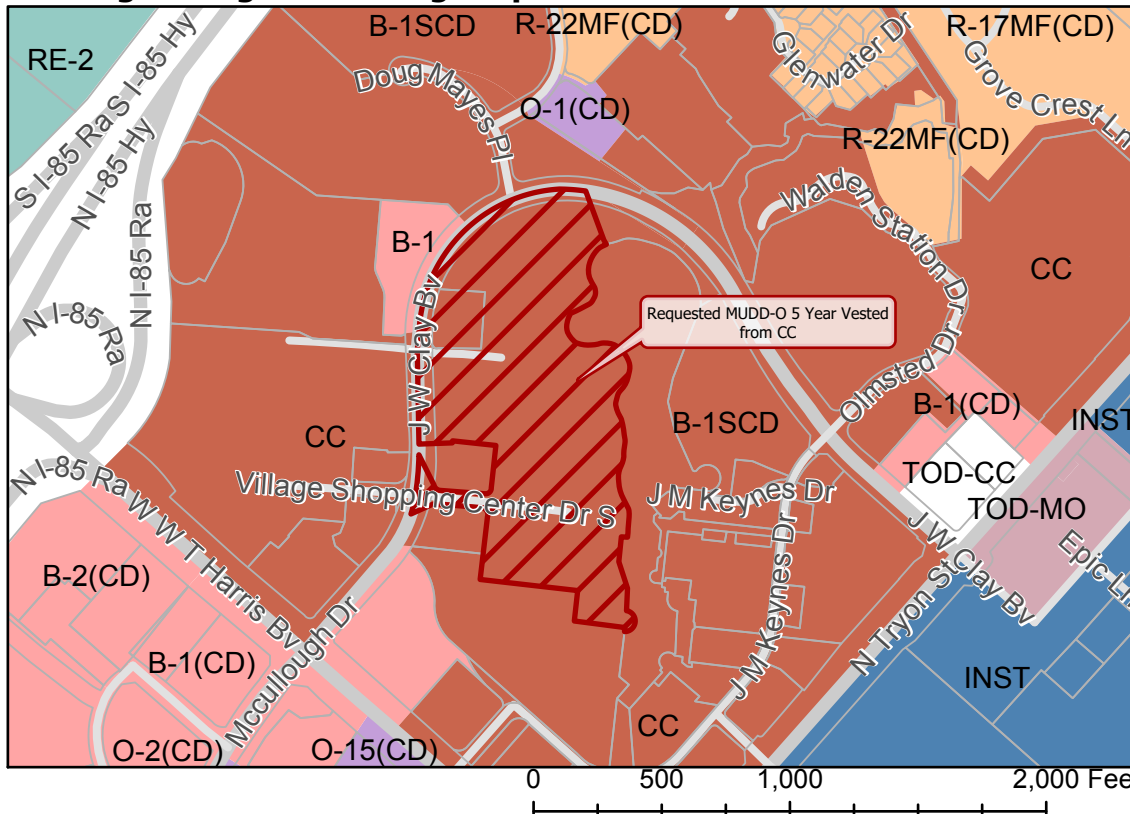 B-1SCD
R-22MF(CD)
R-17MF(CD)
RE-2
Glenwater Dr
Grove Crest Ln
Doug Mayes Pl
O-1(CD)
S I-85 Ra
S I-85 Hy
N I-85 Hy
R-22MF(CD)
Walden Station Dr
B-1
CC
N I-85 Ra
N I-85 Ra
Requested MUDD-O 5 Year Vested
from CC
J W Clay Bv
Olmsted Dr
B-1(CD)
INST
B-1SCD
CC
TOD-CC
N I-85 Ra
Village Shopping Center Dr S
J M Keynes Dr
TOD-MO
W W T Harris Bv
J W Clay Bv
Epic Ln
B-2(CD)
J M Keynes Dr
N Tryon St
Mccullough Dr
B-1(CD)
INST
CC
O-2(CD)
O-15(CD)
0 500 1,000 2,000 Fee